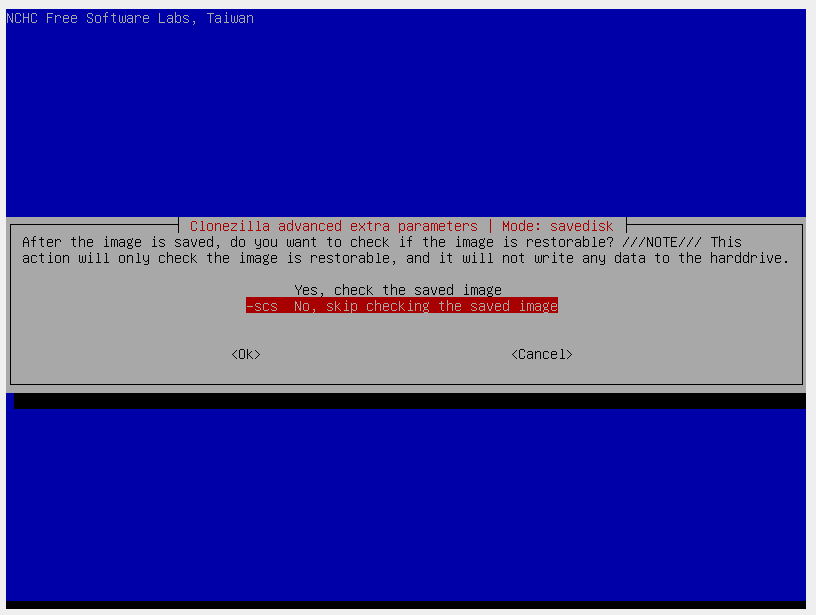 NCHC Free Software Labs, Taiwan
Clonezilla advanced extra parameters | Mode: savedisk
After the image is saved, do you want to check if the image is restorable? ///NOTE/// This
action will only check the image is restorable, and it will not write any data to the harddrive.
Yes, check the saved image
-scs No, skip checking the saved image
<Ok> <Cancel>